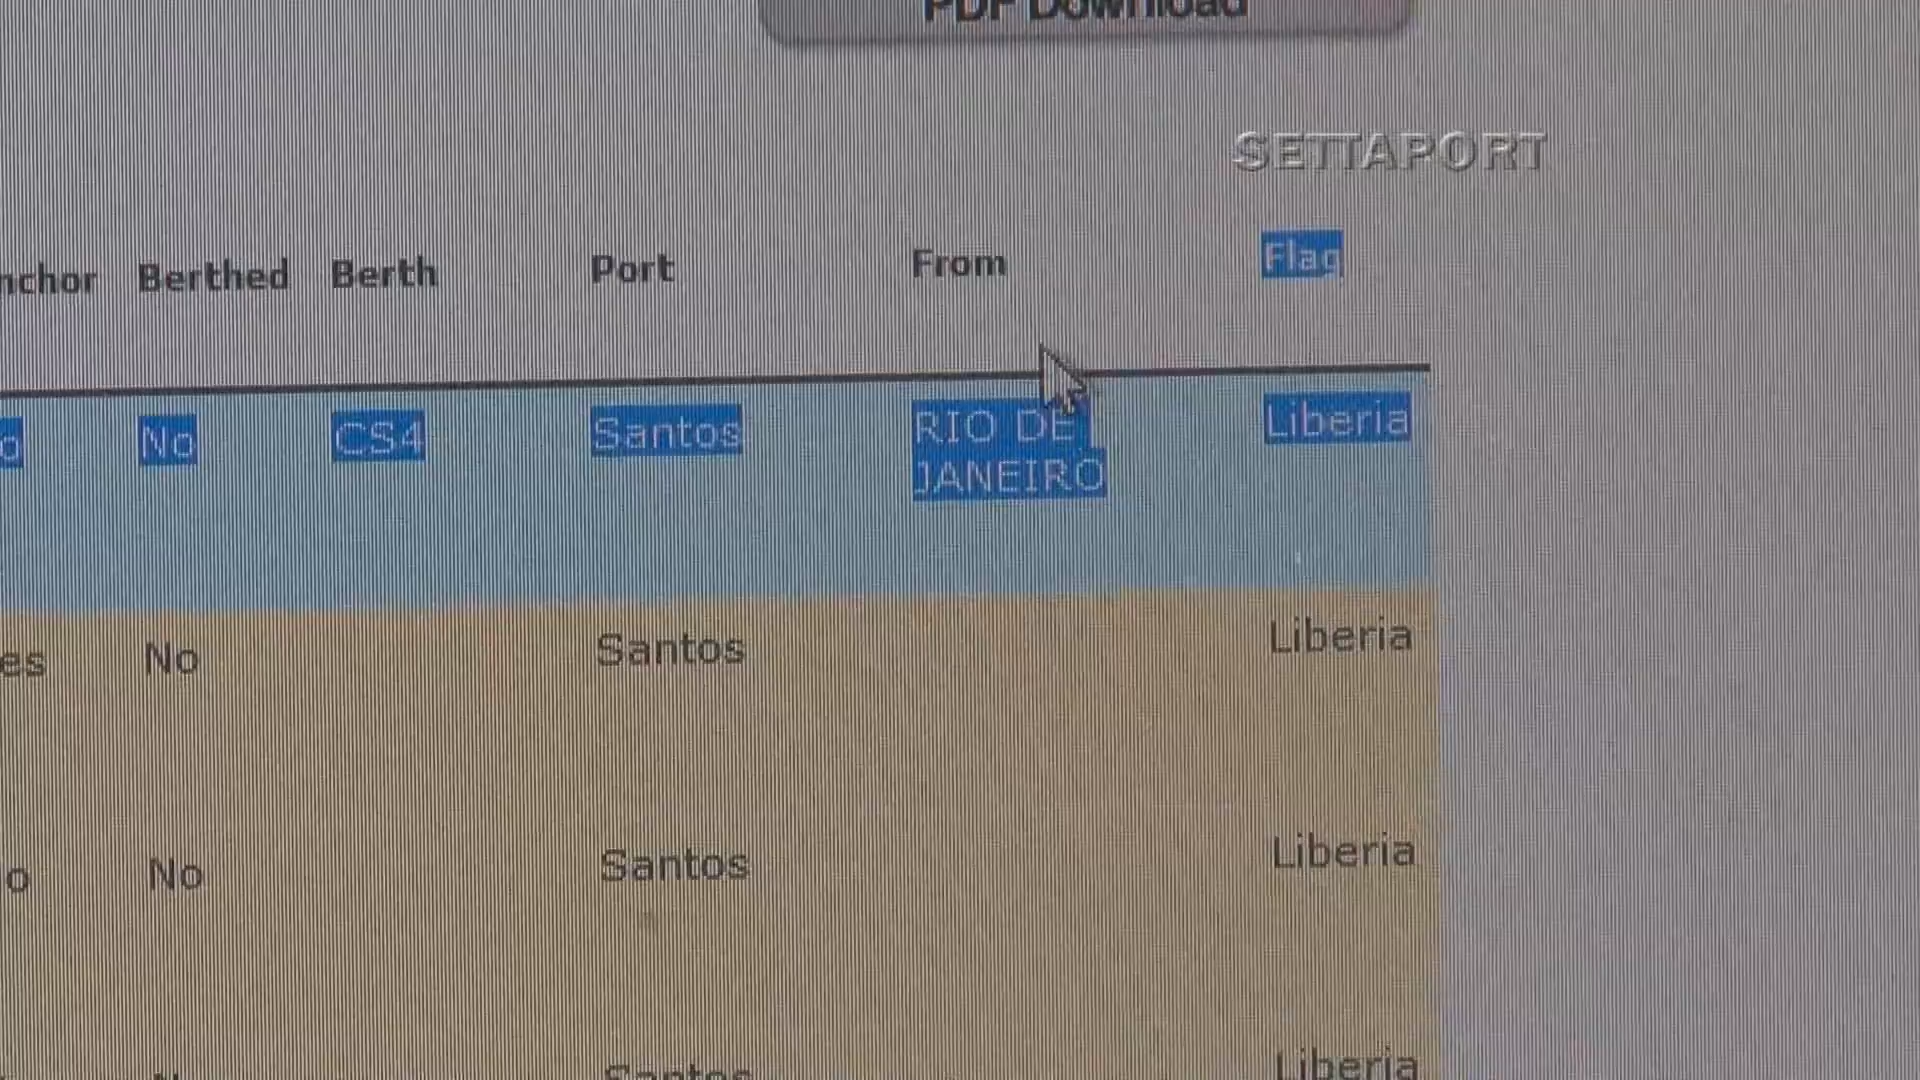 PDF Download
SETTAPORT
nchor Berthed Berth Port From Flag
o No CS4 Santos RIO DE Liberia
JANEIRO
es No Santos Liberia
o No Santos Liberia
Santos Liberia